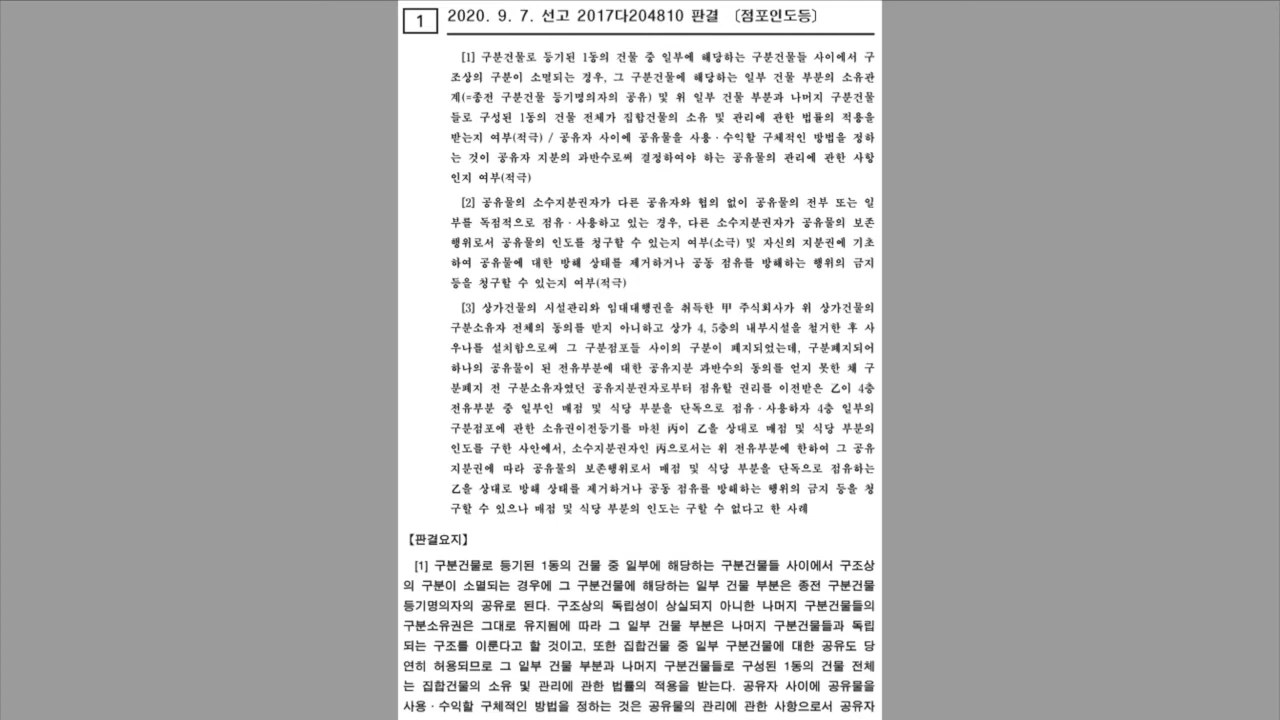 1
2020. 9. 7. 선고 2017다204810 판결 〔점포인도등〕
[1] 구분건물로 등기된 1동의 건물 중 일부에 해당하는 구분건물들 사이에서 구
조상의 구분이 소멸되는 경우, 그 구분건물에 해당하는 일부 건물 부분의 소유관
계(=종전 구분건물 등기명의자의 공유) 및 위 일부 건물 부분과 나머지 구분건물
들로 구성된 1동의 건물 전체가 집합건물의 소유 및 관리에 관한 법률의 적용을
받는지 여부(적극) / 공유자 사이에 공유물을 사용·수익할 구체적인 방법을 정하
는 것이 공유자 지분의 과반수로써 결정하여야 하는 공유물의 관리에 관한 사항
인지 여부(적극)
[2] 공유물의 소수지분권자가 다른 공유자와 협의 없이 공유물의 전부 또는 일
부를 독점적으로 점유·사용하고 있는 경우, 다른 소수지분권자가 공유물의 보존
행위로서 공유물의 인도를 청구할 수 있는지 여부(소극) 및 자신의 지분권에 기초
하여 공유물에 대한 방해 상태를 제거하거나 공동 점유를 방해하는 행위의 금지
등을 청구할 수 있는지 여부(적극)
[3] 상가건물의 시설관리와 임대대행권을 취득한 甲 주식회사가 위 상가건물의
구분소유자 전체의 동의를 받지 아니하고 상가 4, 5층의 내부시설을 철거한 후 사
우나를 설치함으로써 그 구분점포들 사이의 구분이 폐지되었는데, 구분폐지되어
하나의 공유물이 된 전유부분에 대한 공유지분 과반수의 동의를 얻지 못한 채 구
분폐지 전 구분소유자였던 공유지분권자로부터 점유할 권리를 이전받은 乙이 4층
전유부분 중 일부인 매점 및 식당 부분을 단독으로 점유·사용하자 4층 일부의
구분점포에 관한 소유권이전등기를 마친 丙이 乙을 상대로 매점 및 식당 부분의
인도를 구한 사안에서, 소수지분권자인 丙으로서는 위 전유부분에 한하여 그 공유
지분권에 따라 공유물의 보존행위로서 매점 및 식당 부분을 단독으로 점유하는
乙을 상대로 방해 상태를 제거하거나 공동 점유를 방해하는 행위의 금지 등을 청
구할 수 있으나 매점 및 식당 부분의 인도는 구할 수 없다고 한 사례
【판결요지】
[1] 구분건물로 등기된 1동의 건물 중 일부에 해당하는 구분건물들 사이에서 구조상
의 구분이 소멸되는 경우에 그 구분건물에 해당하는 일부 건물 부분은 종전 구분건물
등기명의자의 공유로 된다. 구조상의 독립성이 상실되지 아니한 나머지 구분건물들의
구분소유권은 그대로 유지됨에 따라 그 일부 건물 부분은 나머지 구분건물들과 독립
되는 구조를 이룬다고 할 것이고, 또한 집합건물 중 일부 구분건물에 대한 공유도 당
연히 허용되므로 그 일부 건물 부분과 나머지 구분건물들로 구성된 1동의 건물 전체
는 집합건물의 소유 및 관리에 관한 법률의 적용을 받는다. 공유자 사이에 공유물을
사용·수익할 구체적인 방법을 정하는 것은 공유물의 관리에 관한 사항으로서 공유자